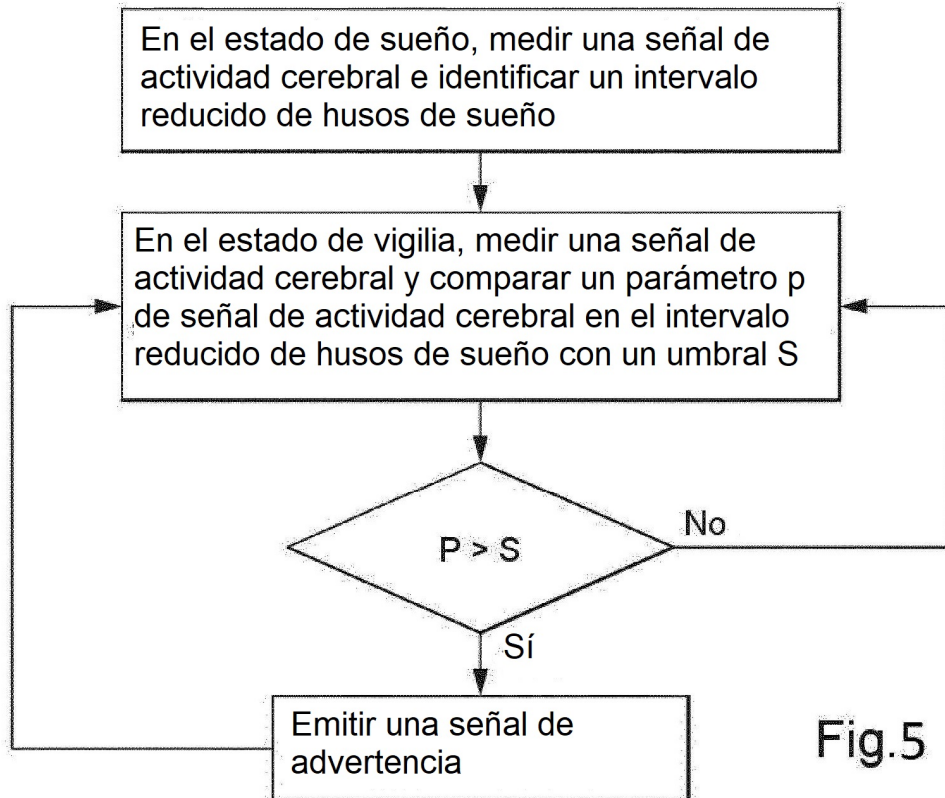 En el estado de sueño, medir una señal de
actividad cerebral e identificar un intervalo
reducido de husos de sueño
En el estado de vigilia, medir una señal de
actividad cerebral y comparar un parámetro p
de señal de actividad cerebral en el intervalo
reducido de husos de sueño con un umbral S
P > S
No
Sí
Emitir una señal de
advertencia
Fig.5